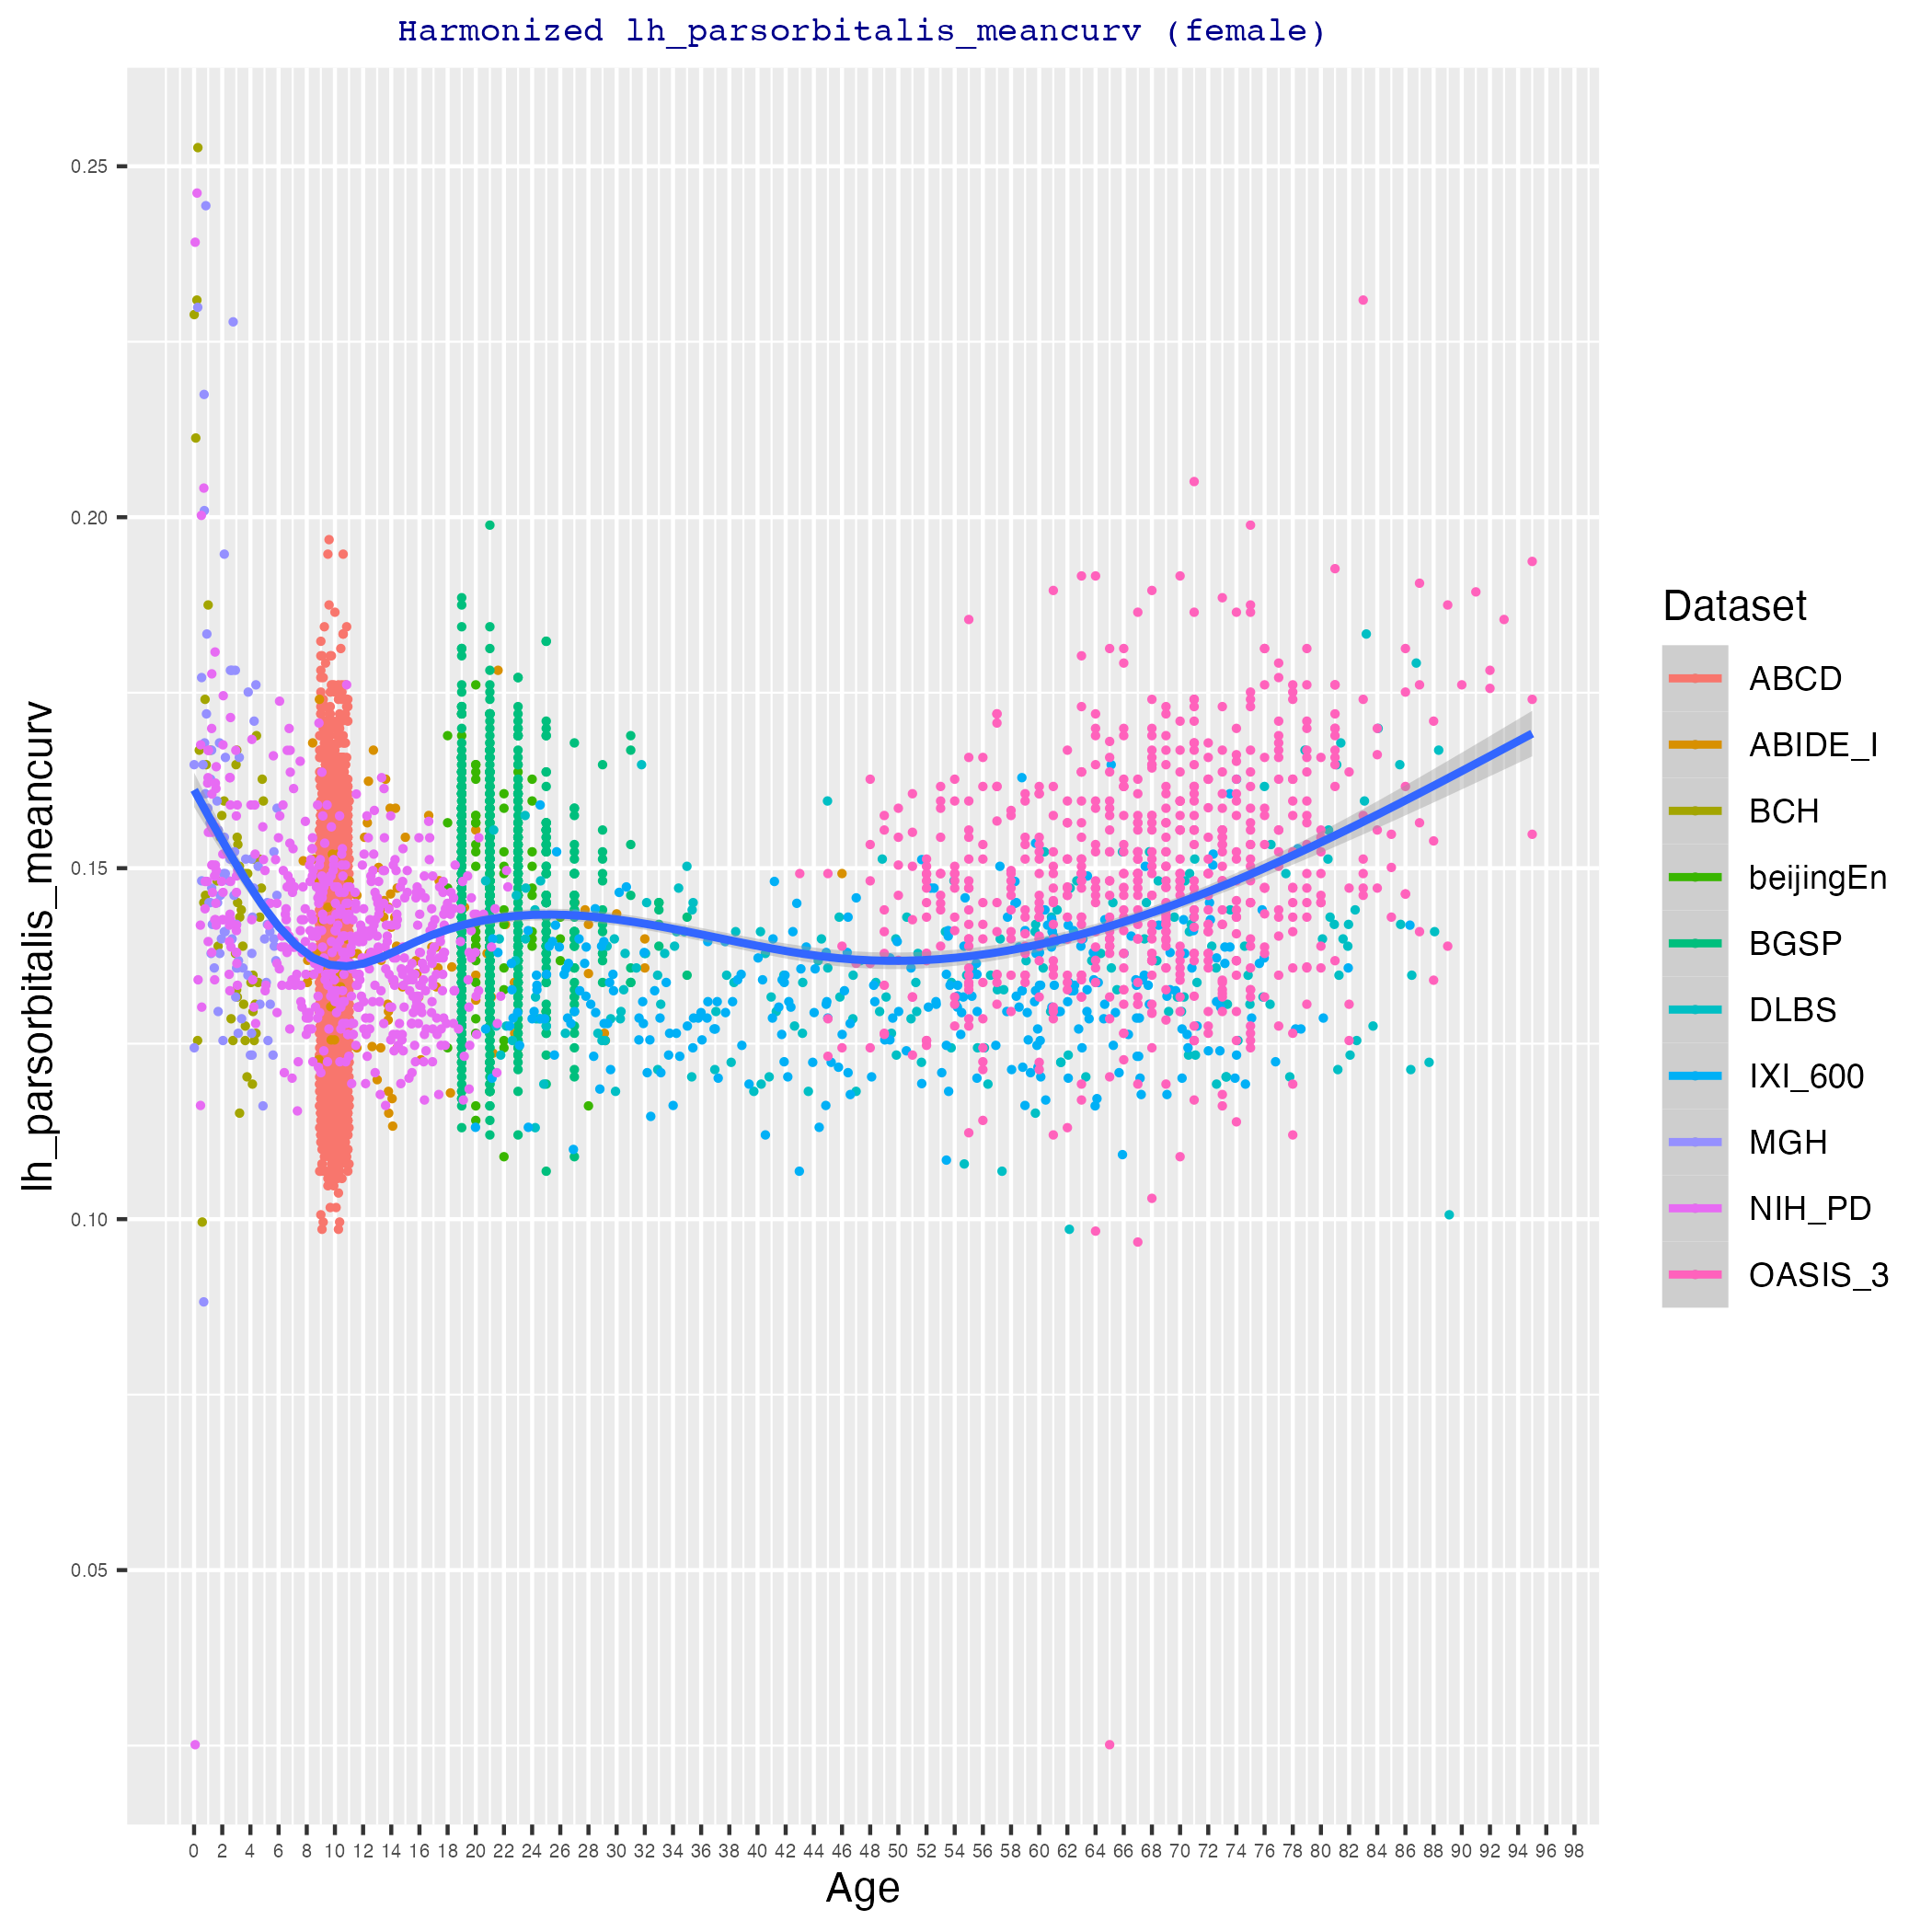 Harmonized lh_parsorbitalis_meancurv (female)
0.25
0.20
0.15
0.10
0.05
lh_parsorbitalis_meancurv
0 2 4 6 8 10 12 14 16 18 20 22 24 26 28 30 32 34 36 38 40 42 44 46 48 50 52 54 56 58 60 62 64 66 68 70 72 74 76 78 80 82 84 86 88 90 92 94 96 98
Age
Dataset
ABCD
ABIDE_I
BCH
beijingEn
BGSP
DLBS
IXI_600
MGH
NIH_PD
OASIS_3